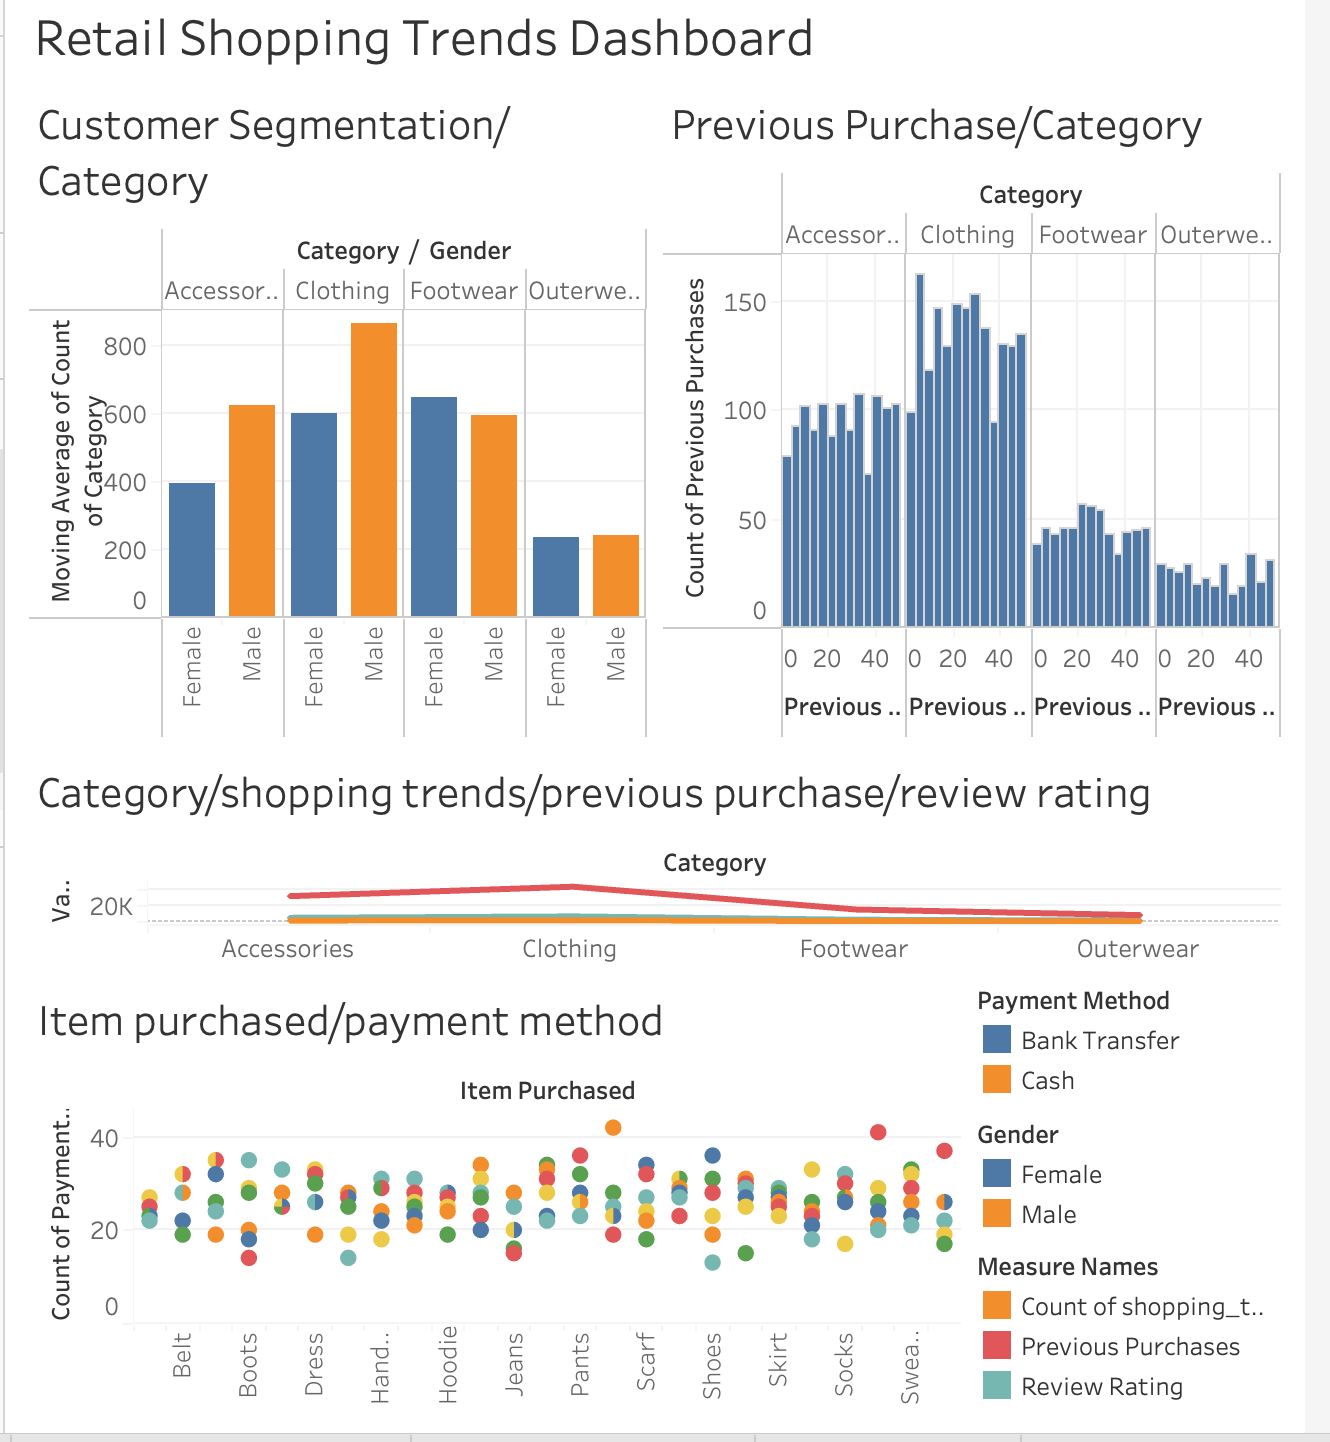 Retail Shopping Trends Dashboard
Customer Segmentation/
Category
Category / Gender
Accessor..
Clothing
Footwear
Outerwe..
Moving Average of Count
of Category
800
600
400
200
0
Female
Male
Female
Male
Female
Male
Female
Male
Previous Purchase/Category
Category
Accessor..
Clothing
Footwear
Outerwe..
Count of Previous Purchases
150
100
50
0
0 20 40
0 20 40
0 20 40
0 20 40
Previous ..
Previous ..
Previous ..
Previous ..
Category/shopping trends/previous purchase/review rating
Category
Va..
20K
Accessories
Clothing
Footwear
Outerwear
Item purchased/payment method
Item Purchased
Count of Payment..
40
20
0
Belt
Boots
Dress
Hand..
Hoodie
Jeans
Pants
Scarf
Shoes
Skirt
Socks
Swea..
Payment Method
Bank Transfer
Cash
Gender
Female
Male
Measure Names
Count of shopping_t..
Previous Purchases
Review Rating